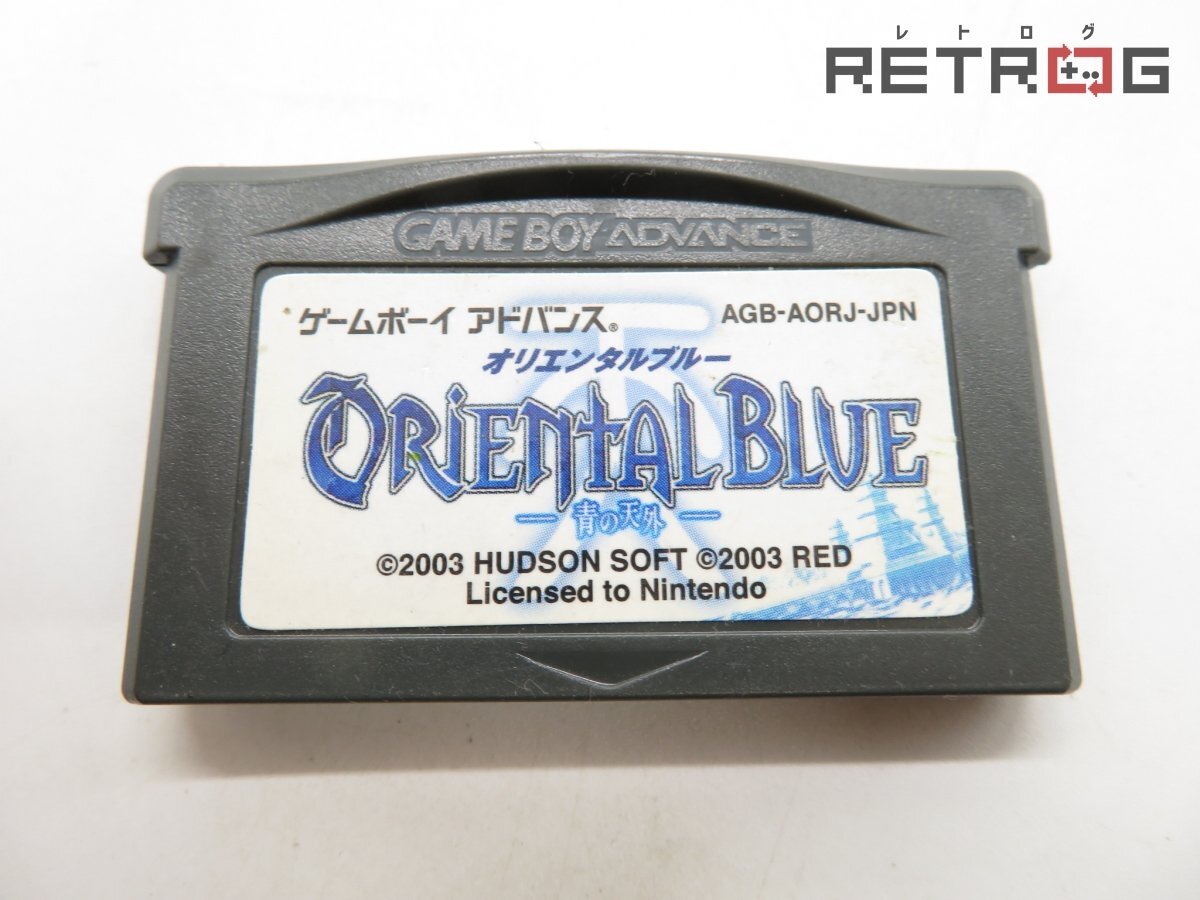 レトログ
RETROG
GAME BOY ADVANCE
ゲームボーイ アドバンス® AGB-AORJ-JPN
オリエンタルブルー
ORIENTAL BLUE
―青の天外―
©2003 HUDSON SOFT ©2003 RED
Licensed to Nintendo